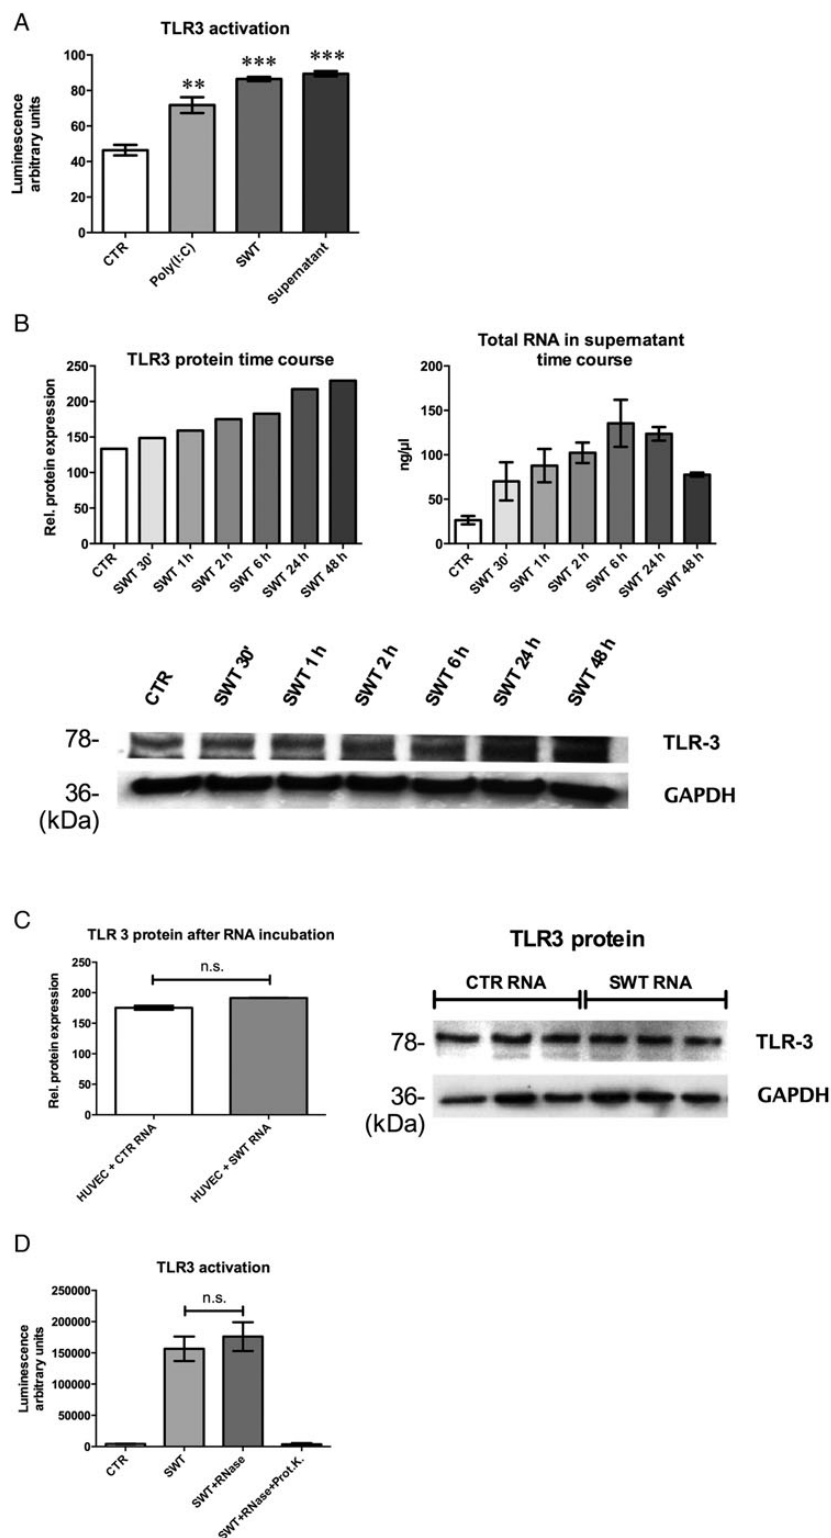 A
TLR3 activation
Luminescence
arbitrary units
100
80
60
40
20
0
**
***
***
CTR
Poly(I:C)
SWT
Supernatant
B
TLR3 protein time course
Rel. protein expression
250
200
150
100
50
0
CTR
SWT 30'
SWT 1h
SWT 2 h
SWT 6 h
SWT 24 h
SWT 48 h
Total RNA in supernatant
time course
ng/µl
200
150
100
50
0
CTR
SWT 30'
SWT 1h
SWT 2 h
SWT 6 h
SWT 24 h
SWT 48 h
CTR
SWT 30'
SWT 1 h
SWT 2 h
SWT 6 h
SWT 24 h
SWT 48 h
78-
TLR-3
36-
GAPDH
(kDa)
C
TLR 3 protein after RNA incubation
Rel. protein expression
250
200
150
100
50
0
n.s.
HUVEC + CTR RNA
HUVEC + SWT RNA
TLR3 protein
CTR RNA
SWT RNA
78-
TLR-3
36-
GAPDH
(kDa)
D
TLR3 activation
Luminescence
arbitrary units
250000
200000
150000
100000
50000
0
n.s.
CTR
SWT
SWT+RNase
SWT+RNase+Prot.K.